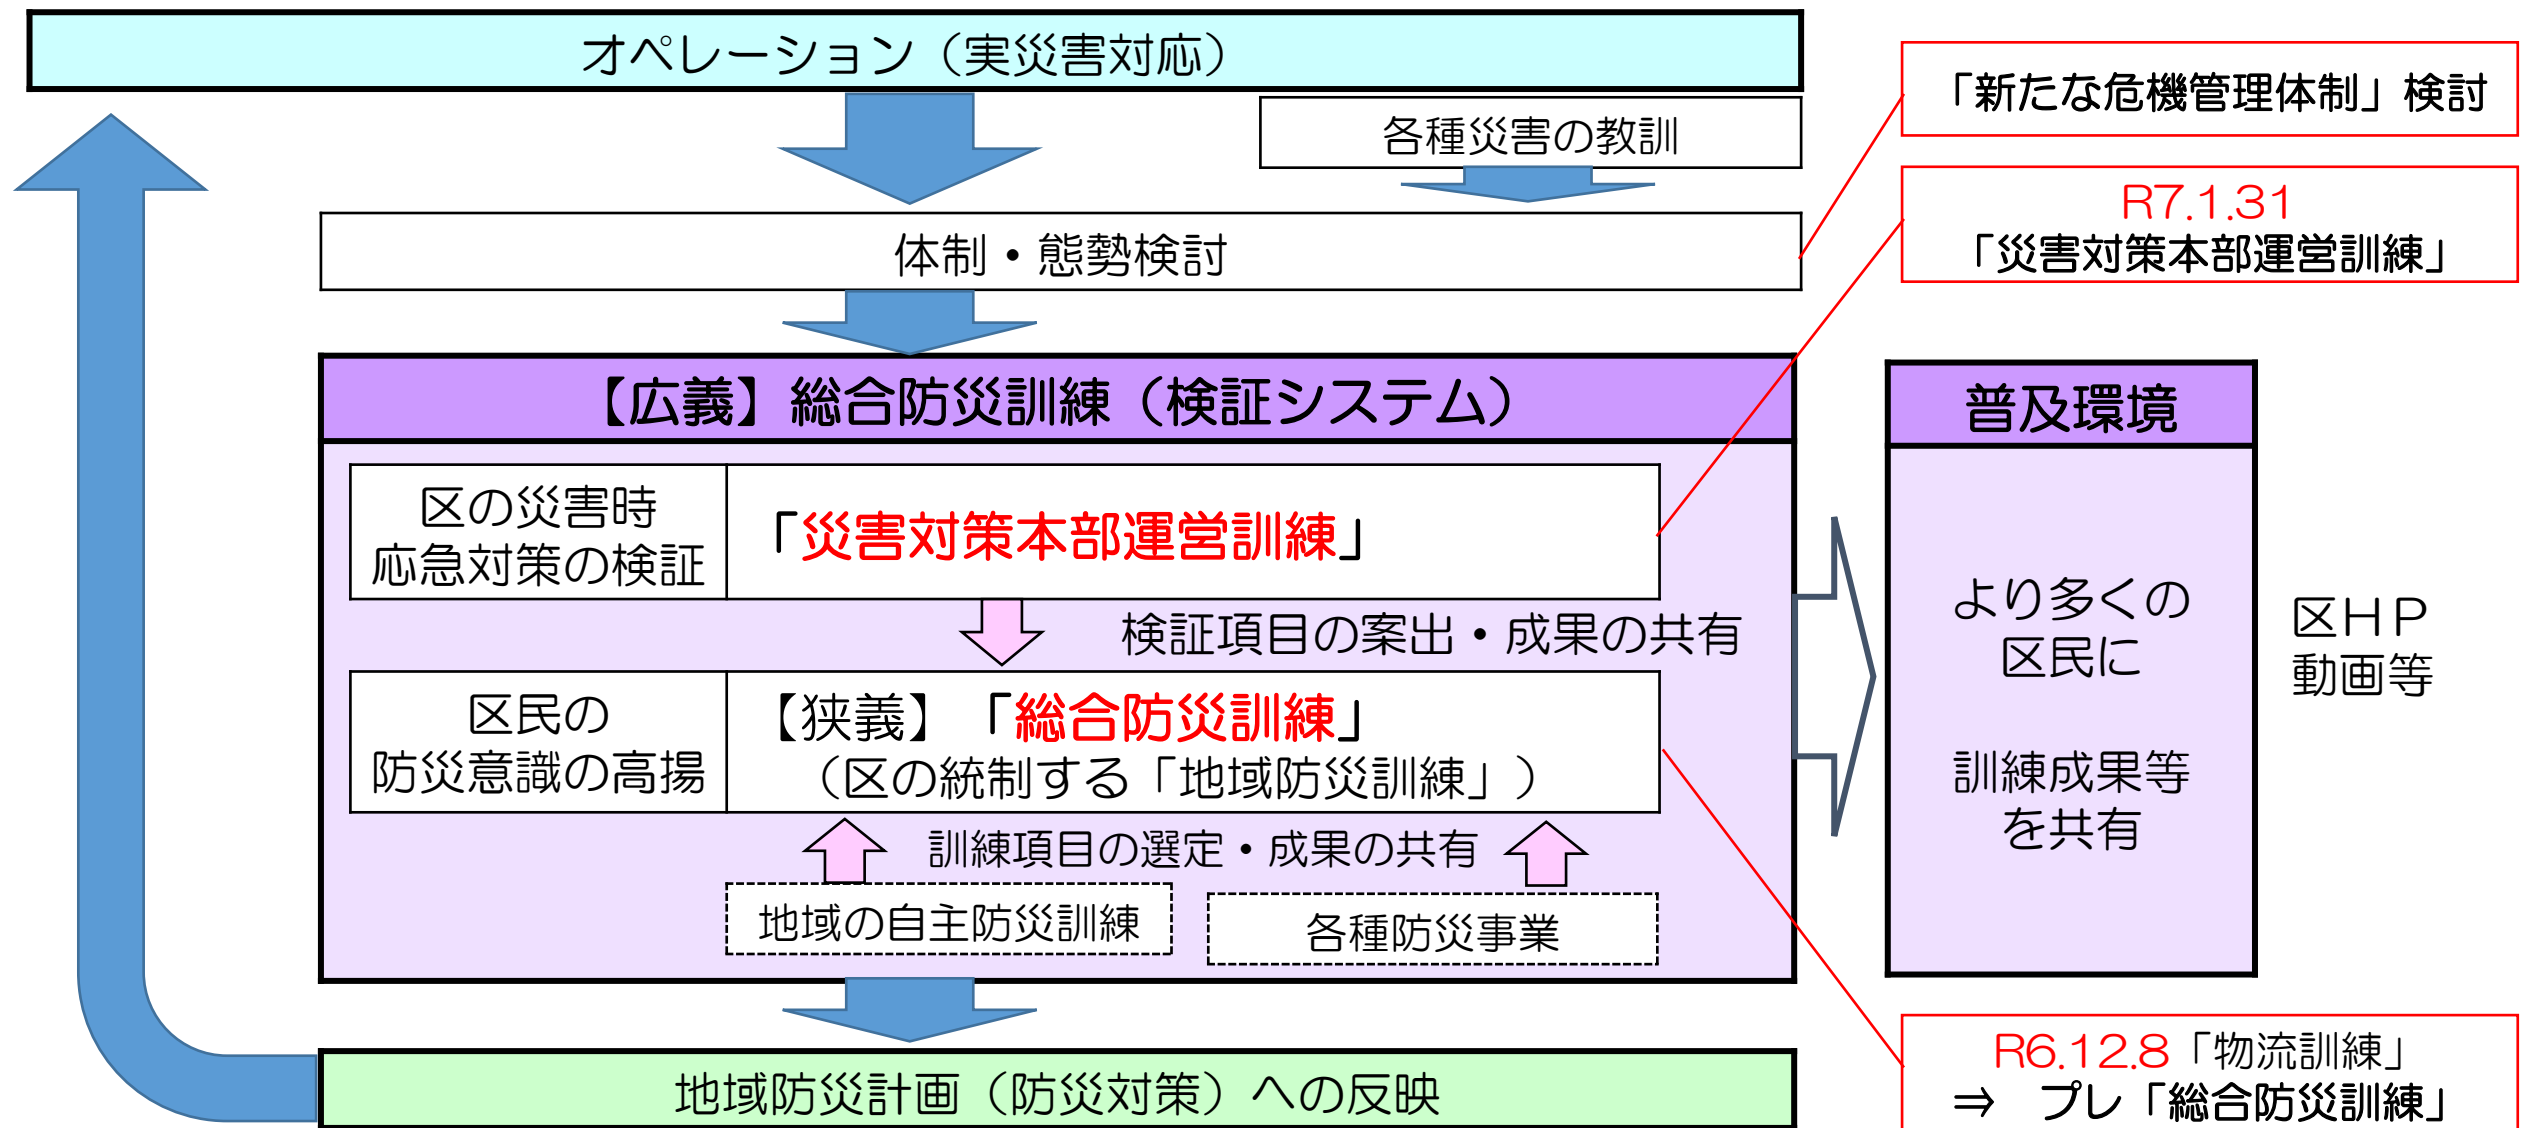 オペレーション（実災害対応）
各種災害の教訓
体制・態勢検討
「新たな危機管理体制」検討
R7.1.31
「災害対策本部運営訓練」
【広義】総合防災訓練（検証システム）
区の災害時
応急対策の検証
「災害対策本部運営訓練」
検証項目の案出・成果の共有
区民の
防災意識の高揚
【狭義】「総合防災訓練」
（区の統制する「地域防災訓練」）
訓練項目の選定・成果の共有
地域の自主防災訓練
各種防災事業
普及環境
より多くの
区民に
訓練成果等
を共有
区ＨＰ
動画等
地域防災計画（防災対策）への反映
R6.12.8「物流訓練」
⇒　プレ「総合防災訓練」